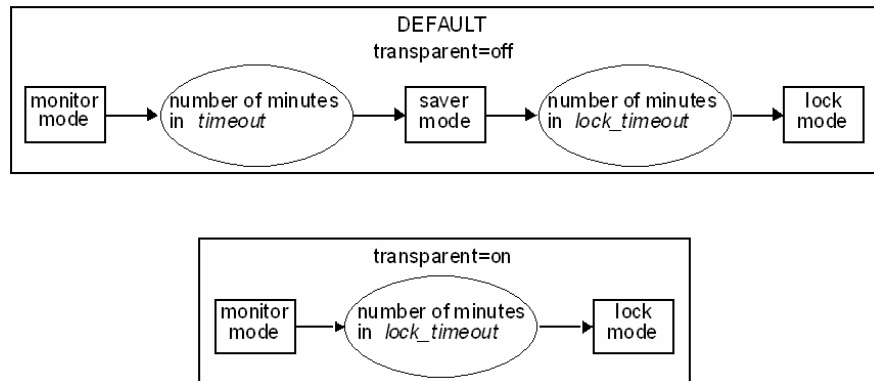 DEFAULT
transparent=off
monitor
mode
number of minutes
in timeout
saver
mode
number of minutes
in lock_timeout
lock
mode
transparent=on
monitor
mode
number of minutes
in lock_timeout
lock
mode